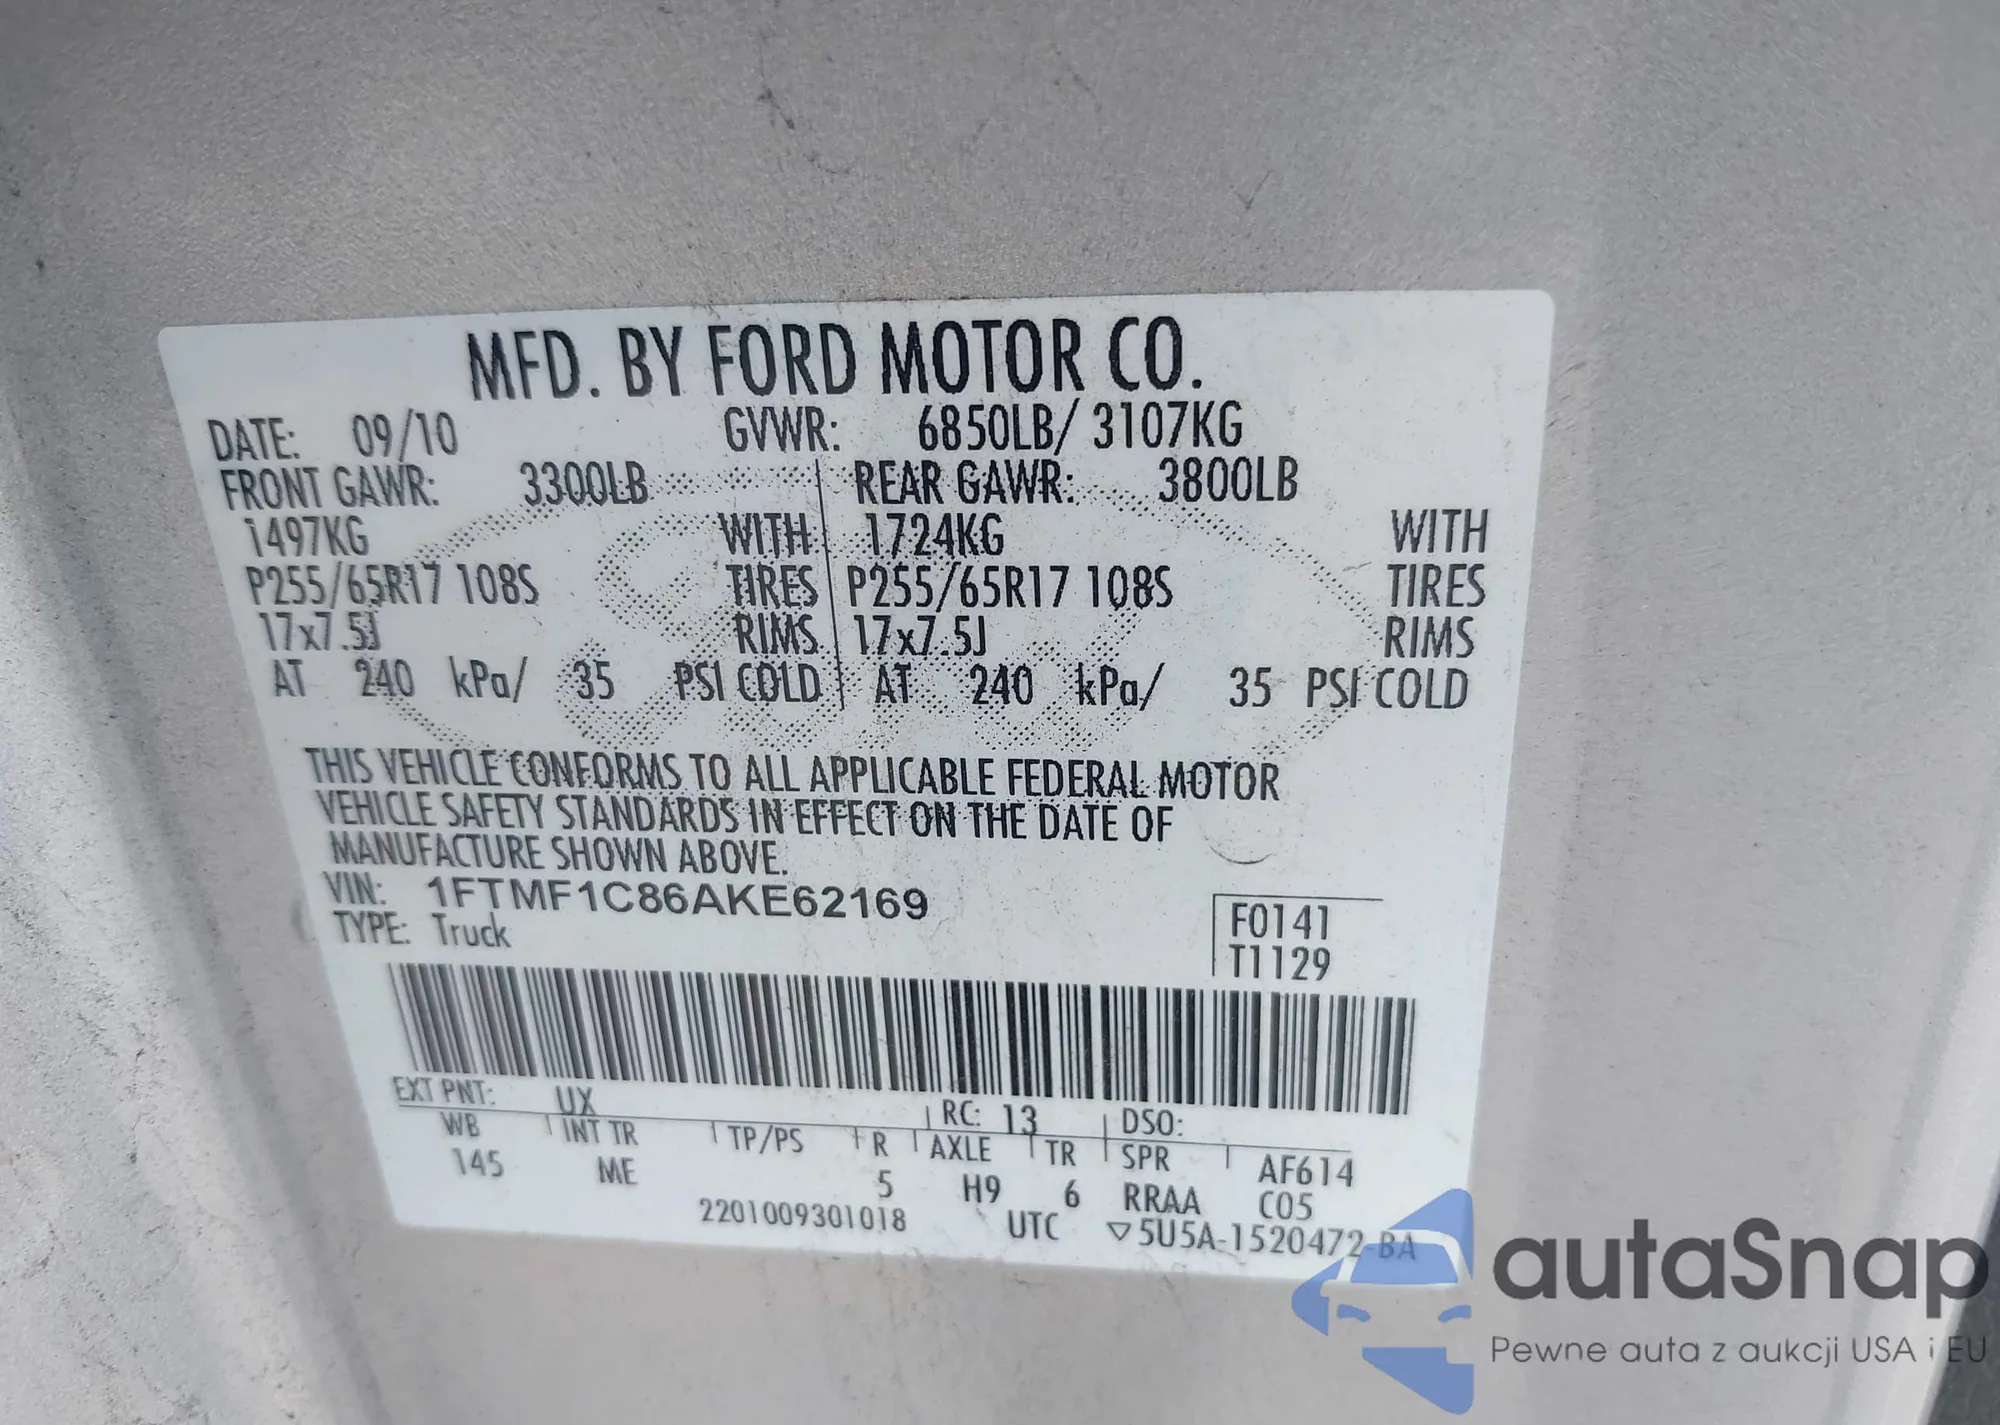 MFD. BY FORD MOTOR CO.
DATE: 09/10 GVWR: 6850LB/ 3107KG
FRONT GAWR: 3300LB REAR GAWR: 3800LB
1497KG WITH 1724KG WITH
P255/65R17 108S TIRES P255/65R17 108S TIRES
17x7.5J RIMS 17x7.5J RIMS
AT 240 kPa/ 35 PSI COLD AT 240 kPa/ 35 PSI COLD
THIS VEHICLE CONFORMS TO ALL APPLICABLE FEDERAL MOTOR
VEHICLE SAFETY STANDARDS IN EFFECT ON THE DATE OF
MANUFACTURE SHOWN ABOVE.
VIN: 1FTMF1C86AKE62169
TYPE: Truck
F0141
T1129
EXT PNT: UX RC: 13 DSO:
WB INT TR TP/PS R AXLE TR SPR AF614
145 ME 5 H9 6 RRAA C05
2201009301018 UTC ▽5U5A-1520472-BA
autaSnap
Pewne auta z aukcji USA i EU